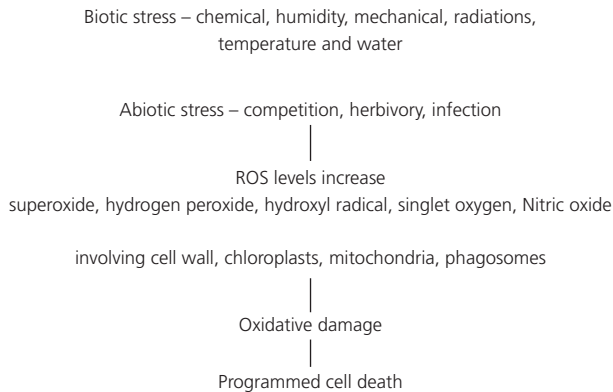 Biotic stress – chemical, humidity, mechanical, radiations,
temperature and water
Abiotic stress – competition, herbivory, infection
ROS levels increase
superoxide, hydrogen peroxide, hydroxyl radical, singlet oxygen, Nitric oxide
involving cell wall, chloroplasts, mitochondria, phagosomes
Oxidative damage
Programmed cell death